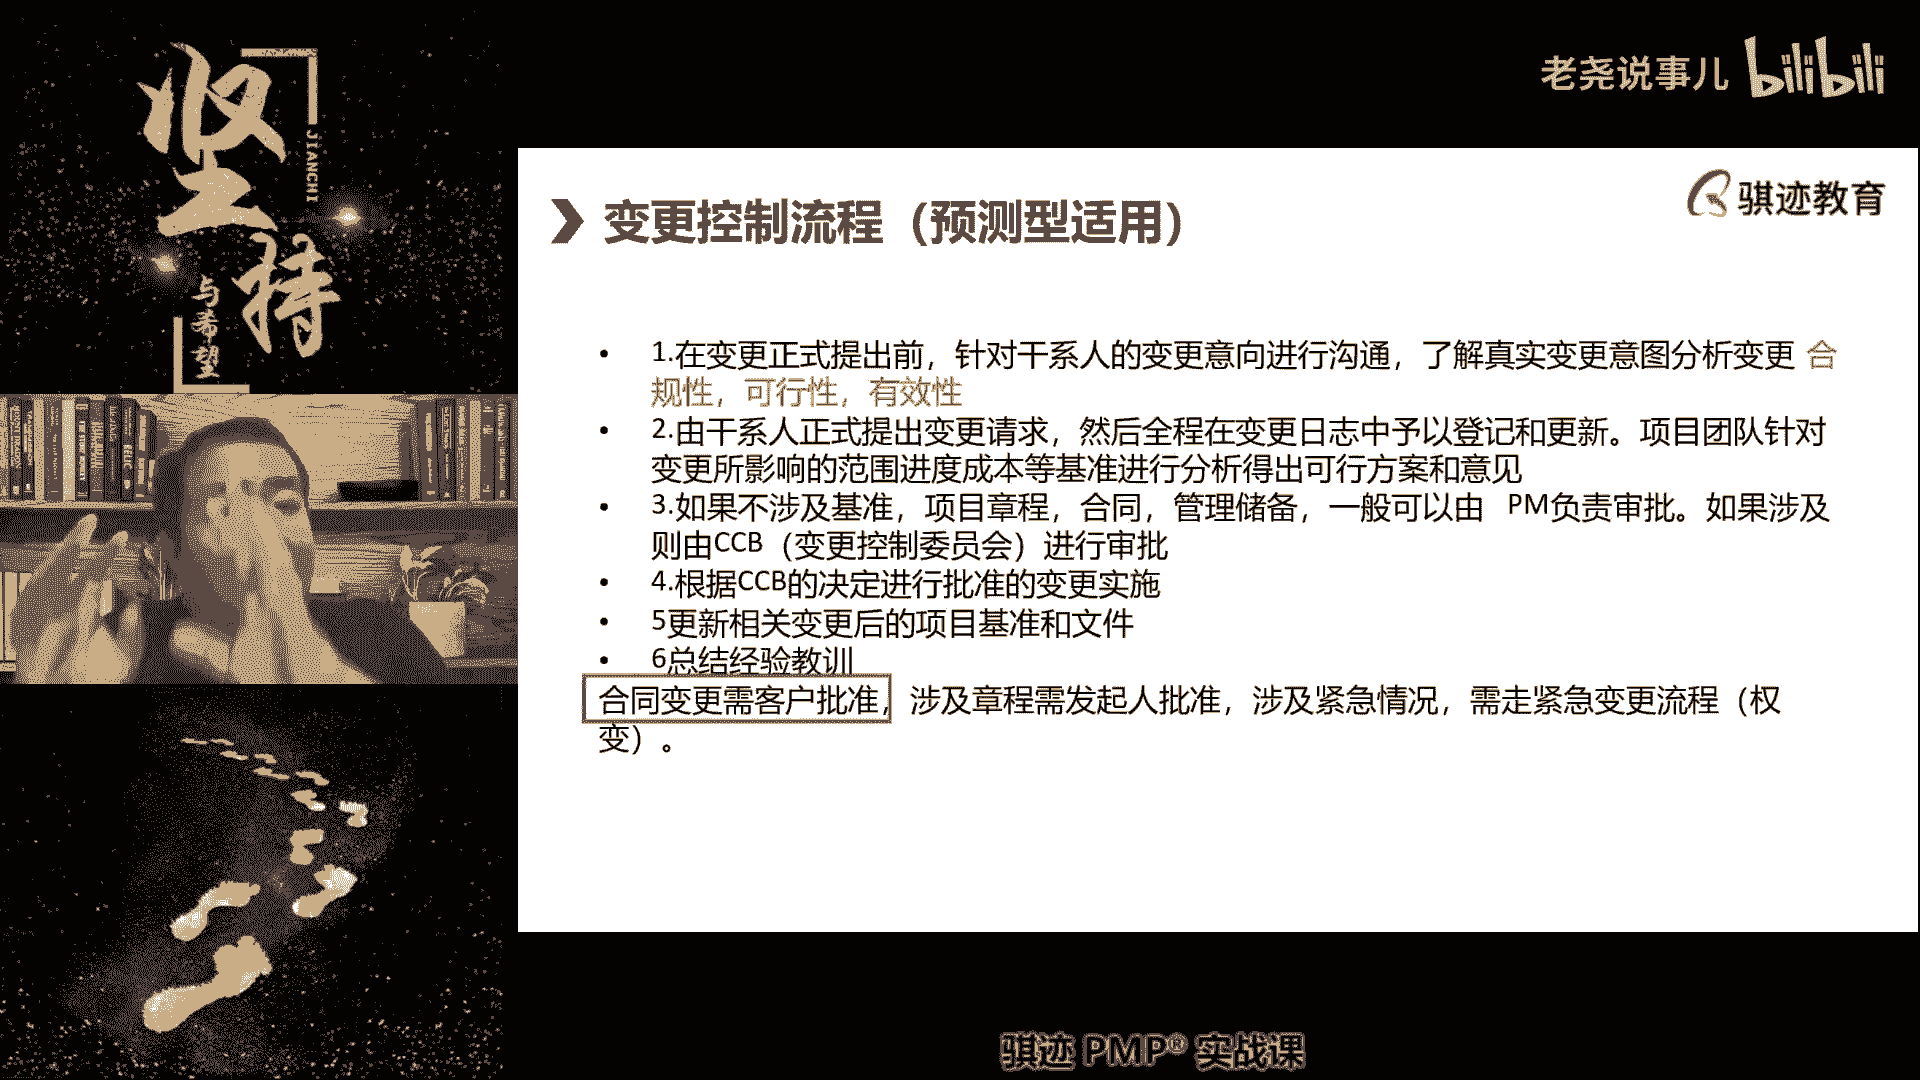 坚持
JIANCHI
与希望
老尧说事儿 bilibili
骐迹教育
变更控制流程（预测型适用）
• 1.在变更正式提出前，针对干系人的变更意向进行沟通，了解真实变更意图分析变更 合
规性，可行性，有效性
• 2.由干系人正式提出变更请求，然后全程在变更日志中予以登记和更新。项目团队针对
变更所影响的范围进度成本等基准进行分析得出可行方案和意见
• 3.如果不涉及基准，项目章程，合同，管理储备，一般可以由 PM负责审批。如果涉及
则由CCB（变更控制委员会）进行审批
• 4.根据CCB的决定进行批准的变更实施
• 5更新相关变更后的项目基准和文件
• 6总结经验教训
合同变更需客户批准，涉及章程需发起人批准，涉及紧急情况，需走紧急变更流程（权
变）。
骐迹 PMP® 实战课